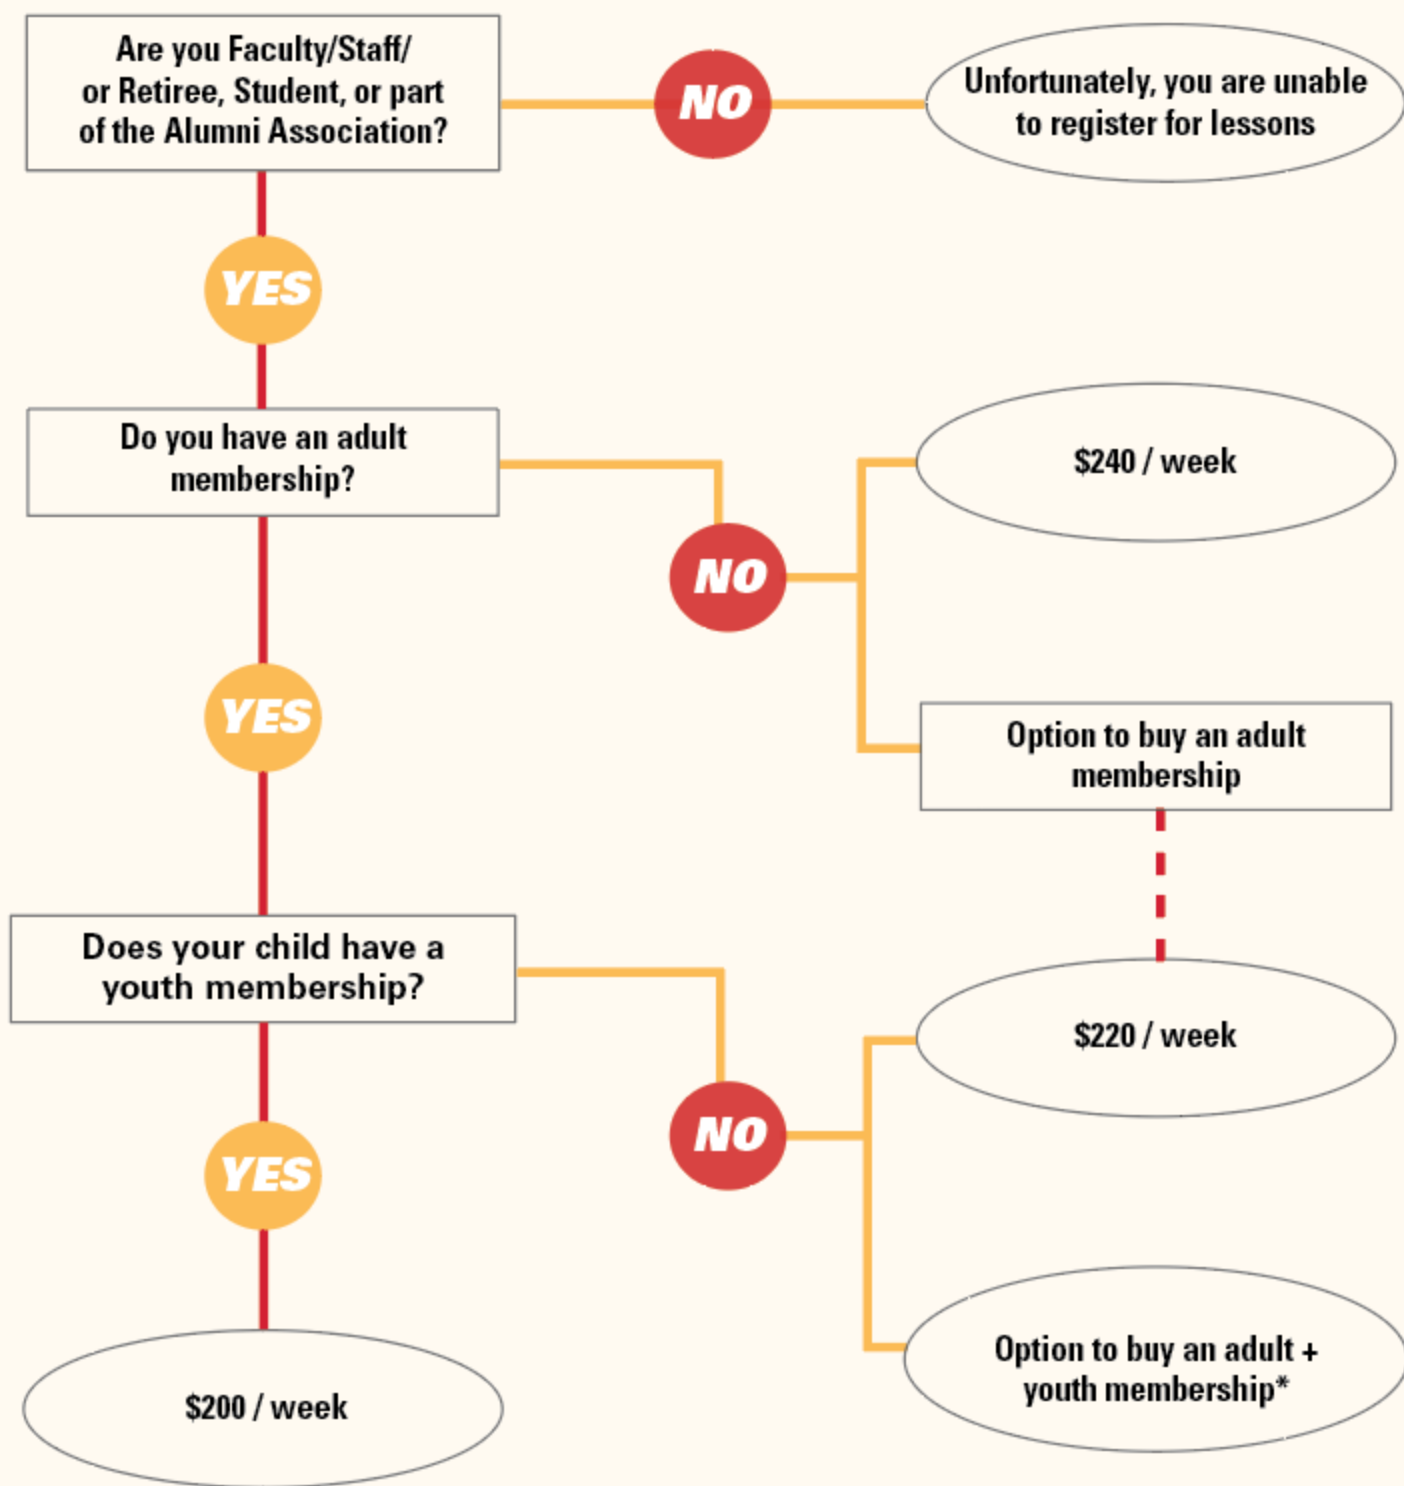 Are you Faculty/Staff/
or Retiree, Student, or part
of the Alumni Association?
NO
Unfortunately, you are unable
to register for lessons
YES
Do you have an adult
membership?
$240 / week
NO
YES
Option to buy an adult
membership
Does your child have a
youth membership?
$220 / week
NO
YES
Option to buy an adult +
youth membership*
$200 / week